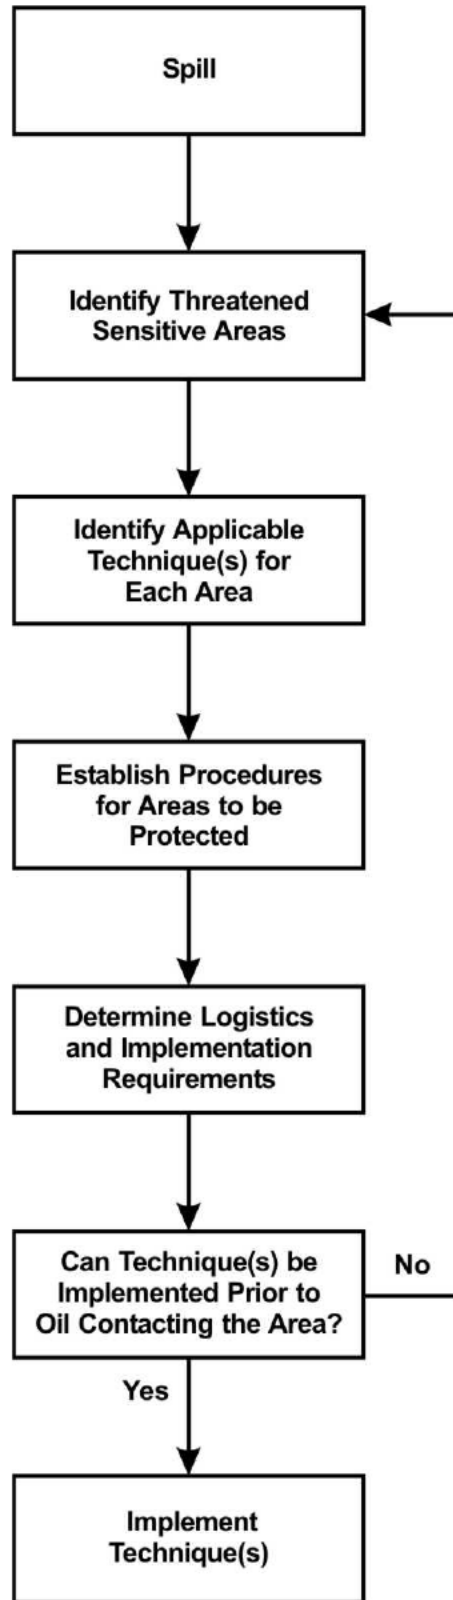 Spill
Identify Threatened
Sensitive Areas
Identify Applicable
Technique(s) for
Each Area
Establish Procedures
for Areas to be
Protected
Determine Logistics
and Implementation
Requirements
Can Technique(s) be
Implemented Prior to
Oil Contacting the Area?
No
Yes
Implement
Technique(s)